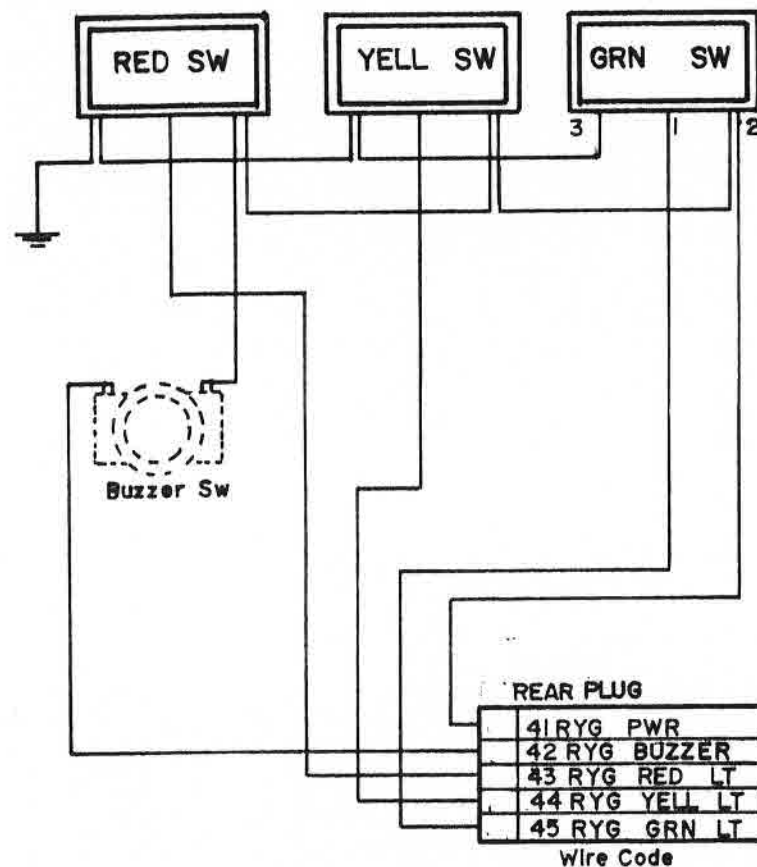 RED SW
YELL SW
GRN SW
3 1 2
Buzzer Sw
REAR PLUG
41 RYG PWR
42 RYG BUZZER
43 RYG RED LT
44 RYG YELL LT
45 RYG GRN LT
Wire Code